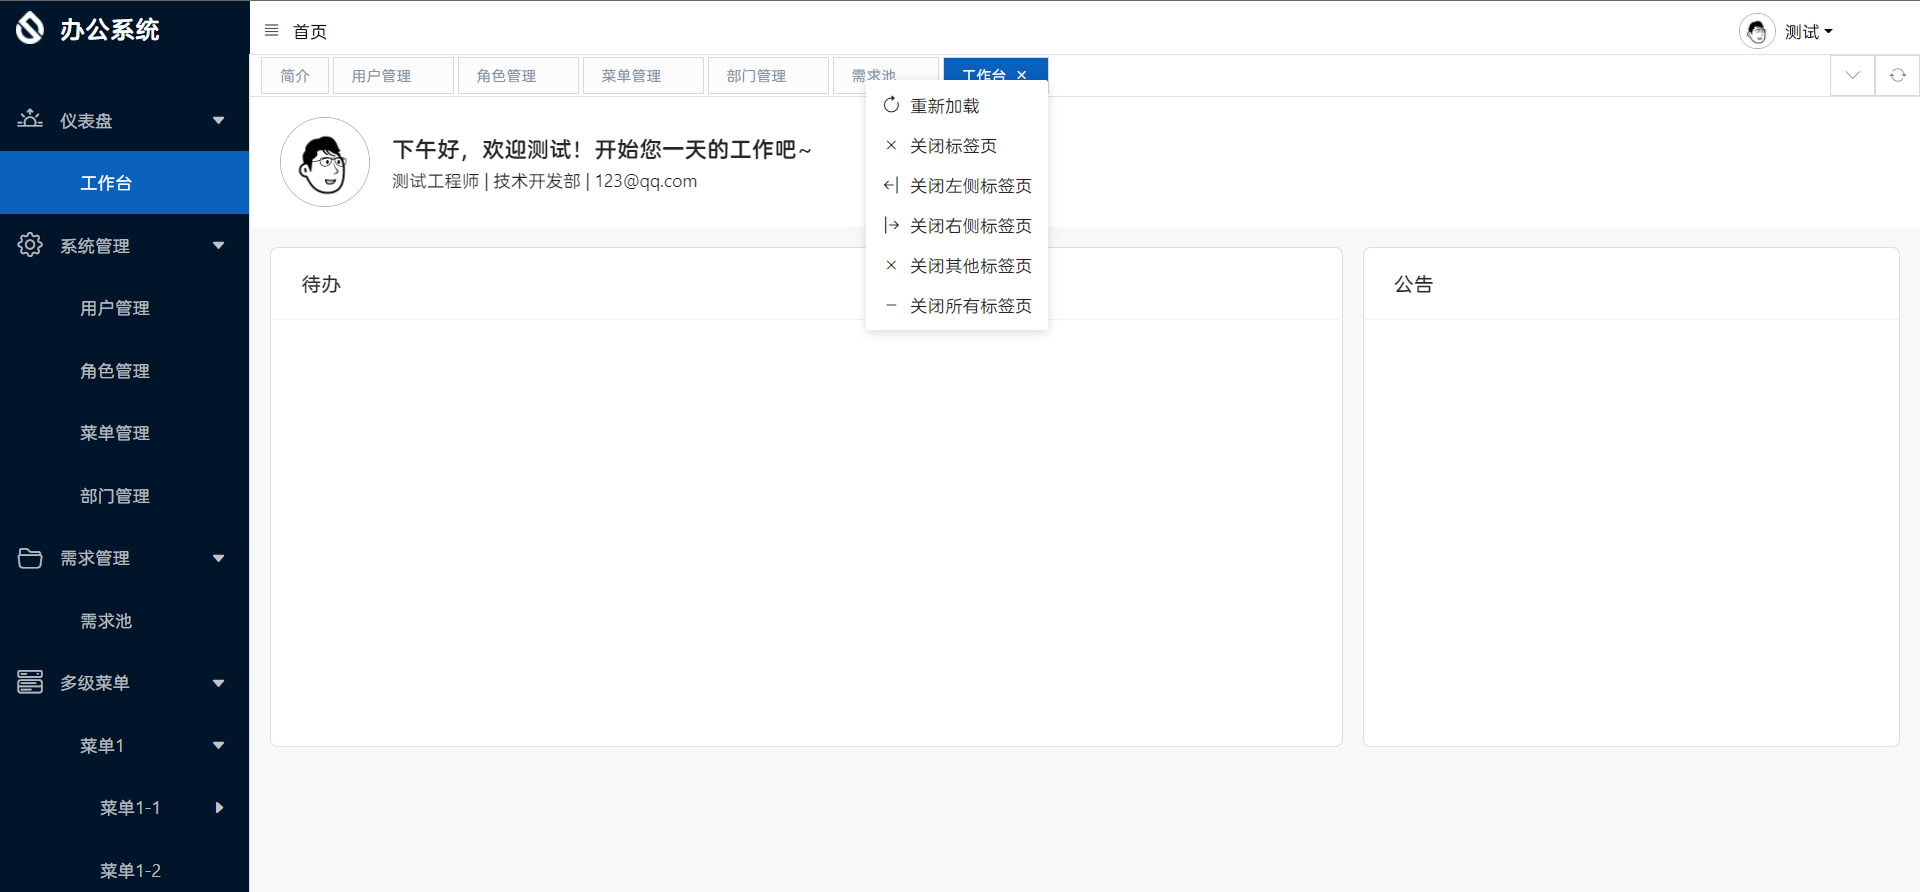 办公系统
首页
测试
简介
用户管理
角色管理
菜单管理
部门管理
需求池
工作台
仪表盘
工作台
系统管理
用户管理
角色管理
菜单管理
部门管理
需求管理
需求池
多级菜单
菜单1
菜单1-1
菜单1-2
下午好，欢迎测试！开始您一天的工作吧~
测试工程师 | 技术开发部 | 123@qq.com
重新加载
关闭标签页
关闭左侧标签页
关闭右侧标签页
关闭其他标签页
关闭所有标签页
待办
公告